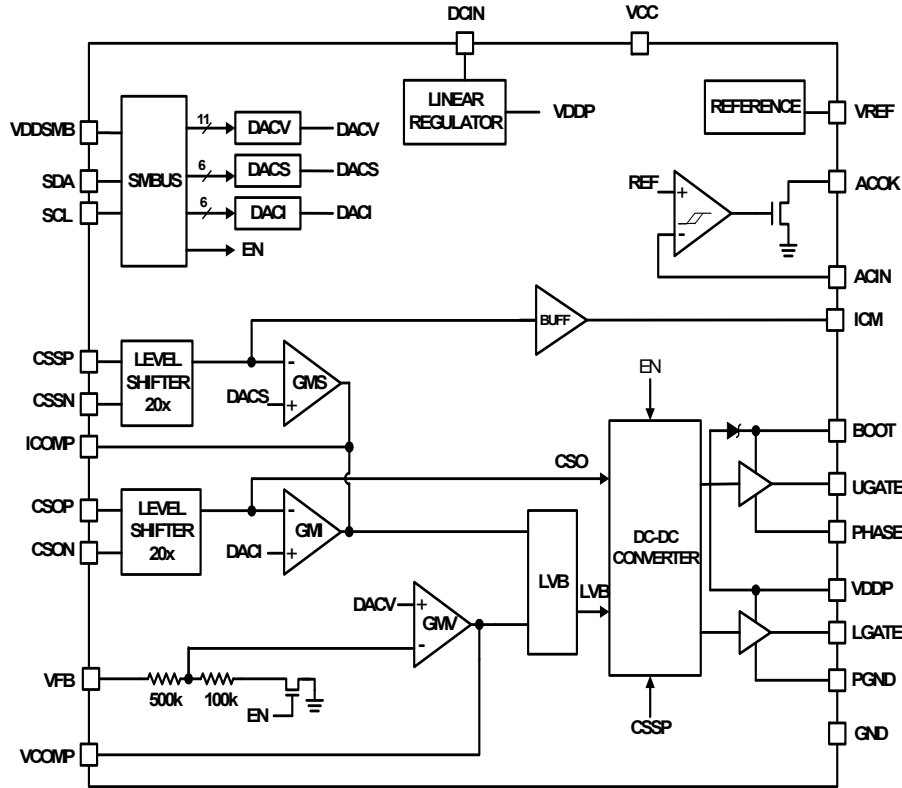 DCIN
VCC
LINEAR
REGULATOR
VDDP
REFERENCE
VREF
VDDSMB
SDA
SCL
SMBUS
11
DACV
DACV
6
DACS
DACS
6
DACI
DACI
EN
REF
+
-
ACOK
ACIN
BUFF
ICM
CSSP
CSSN
LEVEL
SHIFTER
20x
-
GMS
DACS
+
ICOMP
CSOP
CSON
LEVEL
SHIFTER
20x
-
GMI
DACI
+
CSO
EN
DC-DC
CONVERTER
LVB
LVB
CSSP
BOOT
UGATE
PHASE
VDDP
LGATE
PGND
GND
DACV
+
GMV
-
VFB
500k
100k
EN
VCOMP